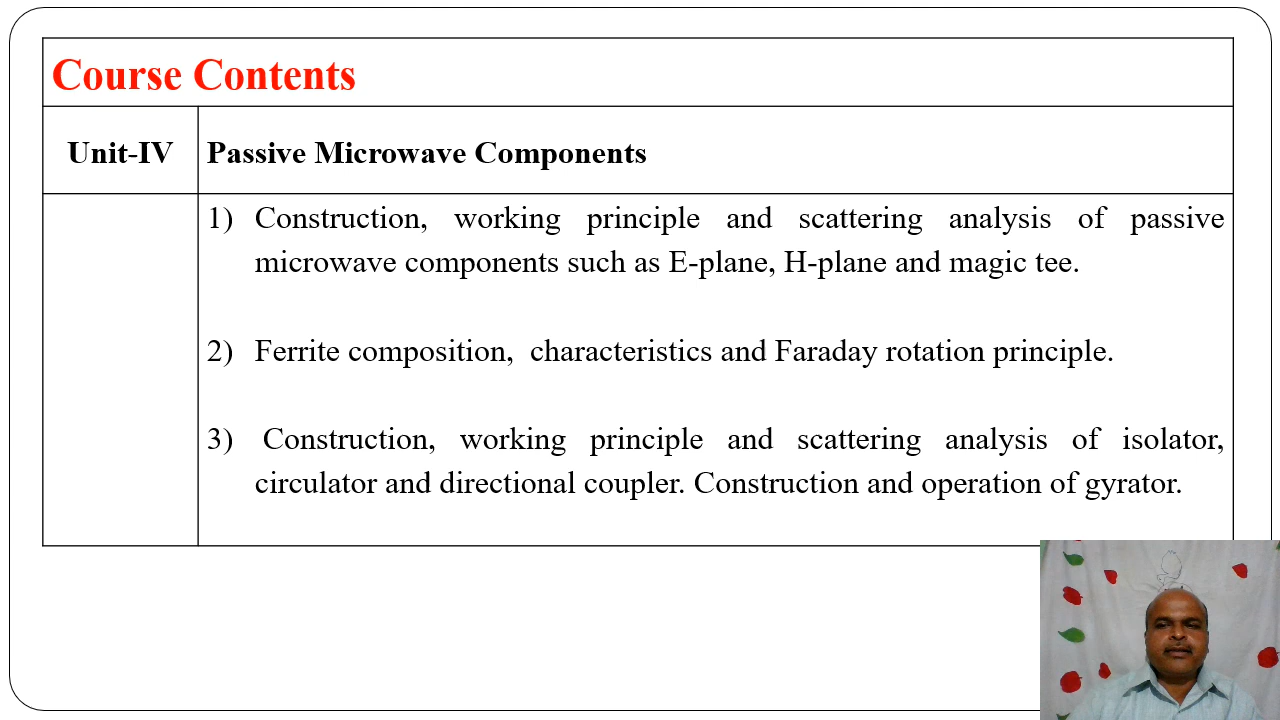 Course Contents
Unit-IV Passive Microwave Components
1) Construction, working principle and scattering analysis of passive
microwave components such as E-plane, H-plane and magic tee.
2) Ferrite composition,  characteristics and Faraday rotation principle.
3) Construction, working principle and scattering analysis of isolator,
circulator and directional coupler. Construction and operation of gyrator.